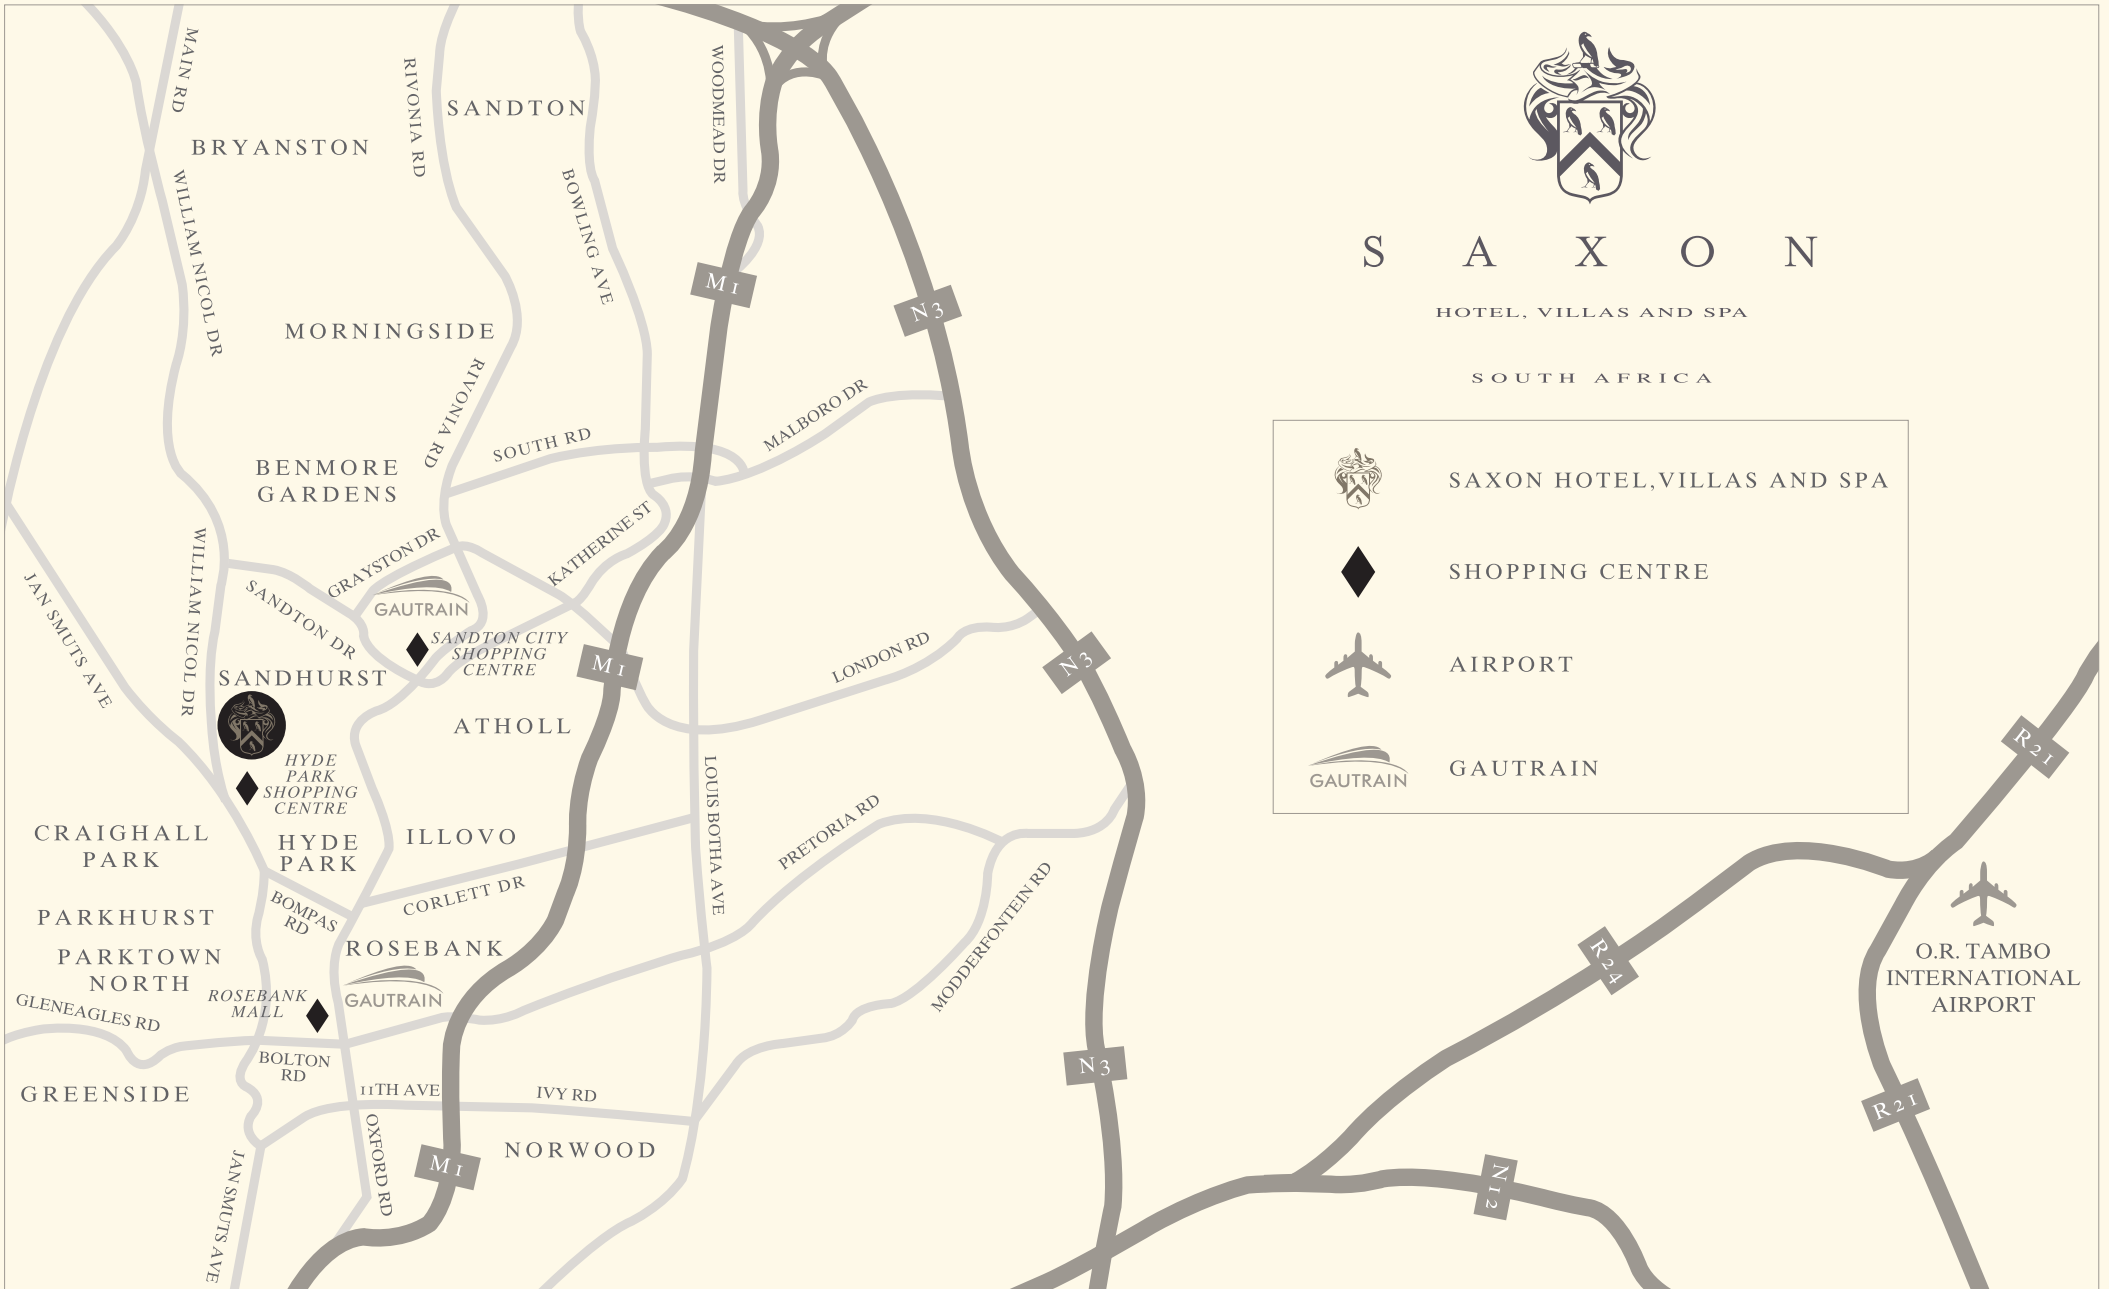 MAIN RD
RIVONIA RD
SANDTON
WOODMEAD DR
BRYANSTON
WILLIAM NICOL DR
BOWLING AVE
SAXON
HOTEL, VILLAS AND SPA
SOUTH AFRICA
M1
N3
MORNINGSIDE
RIVONIA RD
MALBORO DR
SOUTH RD
BENMORE
GARDENS
SAXON HOTEL,VILLAS AND SPA
SHOPPING CENTRE
AIRPORT
GAUTRAIN
GAUTRAIN
GRAYSTON DR
KATHERINE ST
WILLIAM NICOL DR
JAN SMUTS AVE
SANDTON DR
GAUTRAIN
SANDTON CITY
SHOPPING
CENTRE
M1
LONDON RD
N3
SANDHURST
ATHOLL
R21
HYDE
PARK
SHOPPING
CENTRE
LOUIS BOTHA AVE
CRAIGHALL
PARK
HYDE
PARK
ILLOVO
PRETORIA RD
CORLETT DR
BOMPAS
RD
MODDERFONTEIN RD
PARKHURST
PARKTOWN
NORTH
ROSEBANK
GAUTRAIN
R24
O.R. TAMBO
INTERNATIONAL
AIRPORT
ROSEBANK
MALL
GLENEAGLES RD
BOLTON
RD
N3
GREENSIDE
11TH AVE
IVY RD
R21
OXFORD RD
NORWOOD
M1
JAN SMUTS AVE
N12